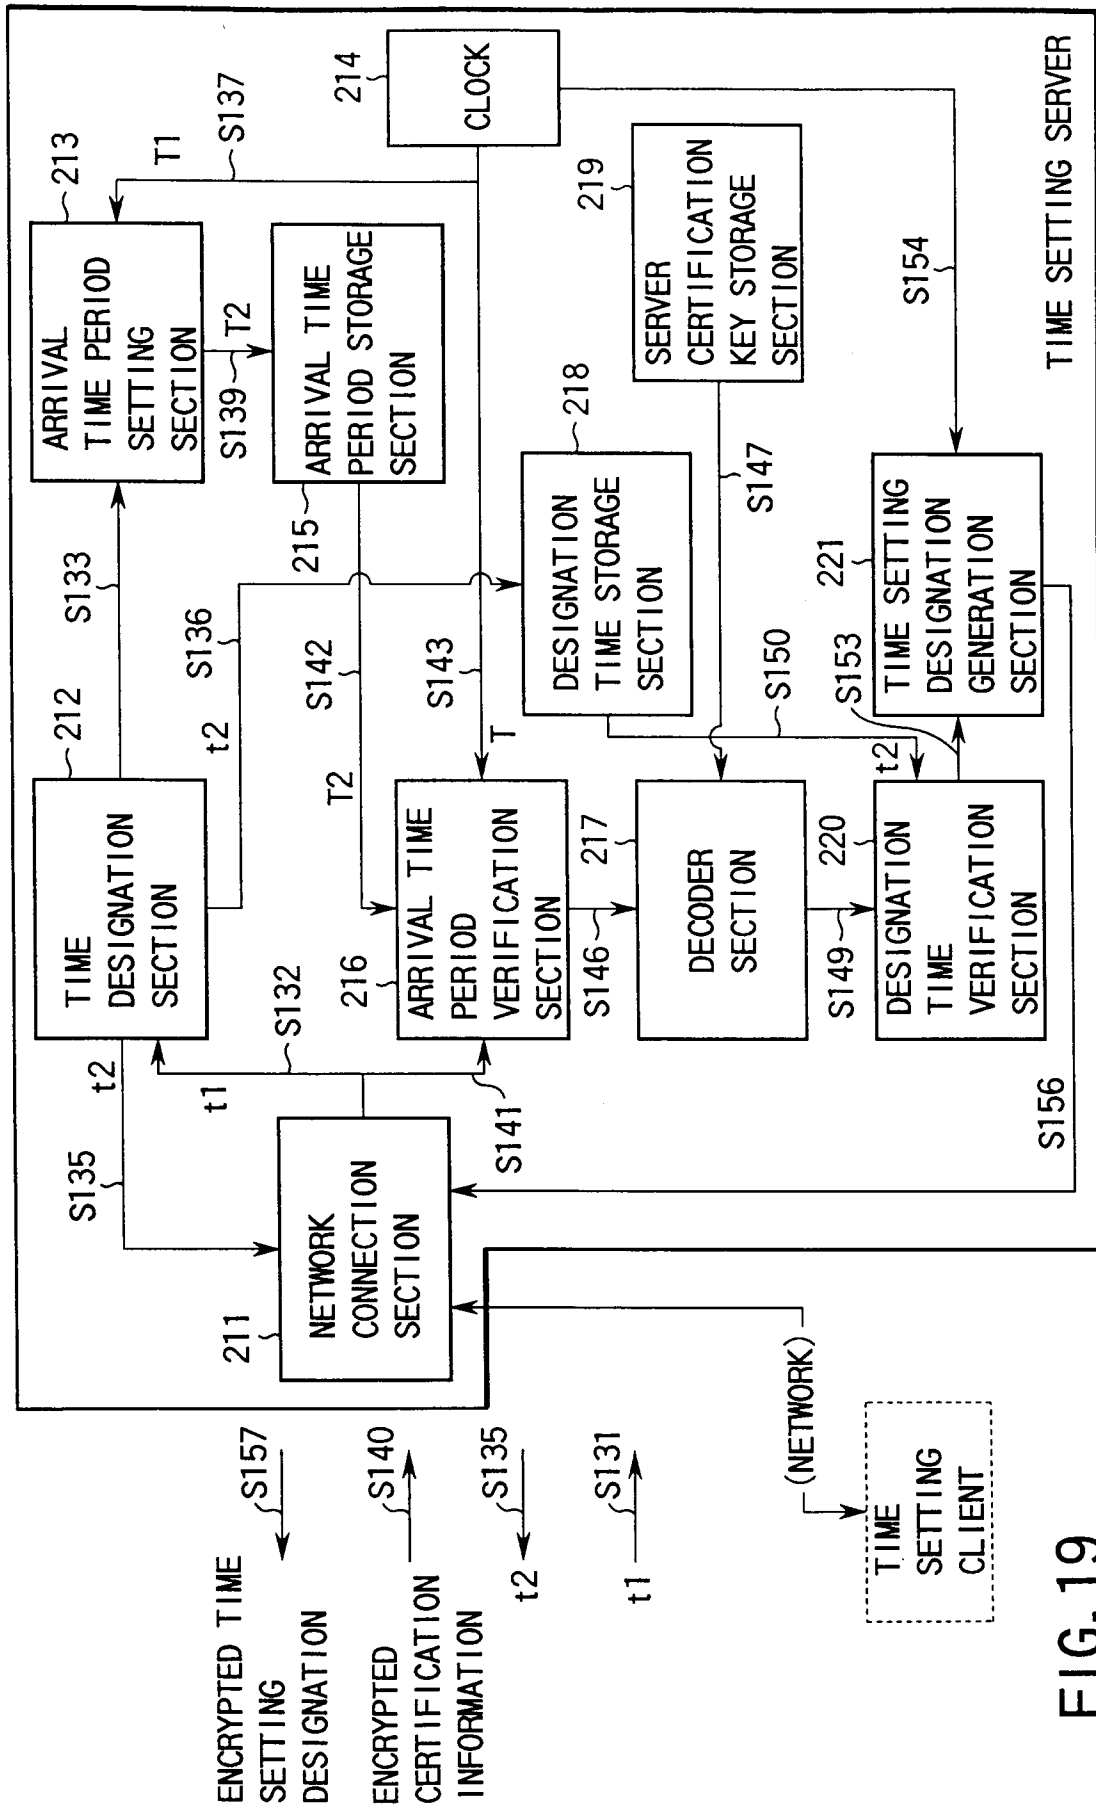 TIME SETTING SERVER
NETWORK
CONNECTION
SECTION
211
TIME
DESIGNATION
SECTION
212
ARRIVAL
TIME PERIOD
SETTING
SECTION
213
CLOCK
214
ARRIVAL TIME
PERIOD STORAGE
SECTION
215
ARRIVAL TIME
PERIOD
VERIFICATION
SECTION
216
DECODER
SECTION
217
DESIGNATION
TIME STORAGE
SECTION
218
SERVER
CERTIFICATION
KEY STORAGE
SECTION
219
DESIGNATION
TIME
VERIFICATION
SECTION
220
TIME SETTING
DESIGNATION
GENERATION
SECTION
221
S135
t2
t1
S132
S141
S133
t2
S136
T1
S137
S139
T2
S142
T2
S143
T
S146
S147
S149
S150
t2
S153
S154
S156
ENCRYPTED TIME
SETTING
DESIGNATION
S157
ENCRYPTED
CERTIFICATION
INFORMATION
S140
t2
S135
t1
S131
(NETWORK)
TIME
SETTING
CLIENT
FIG. 19